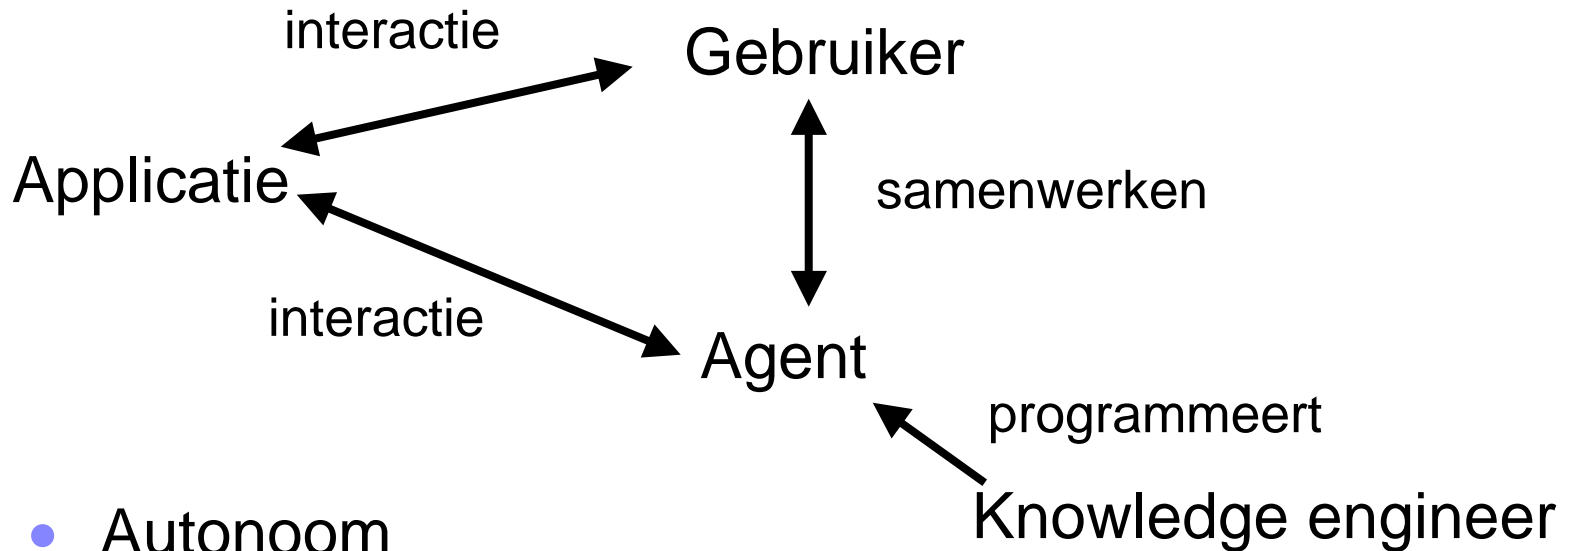 interactie
Gebruiker
Applicatie
samenwerken
interactie
Agent
programmeert
Knowledge engineer
Autonoom